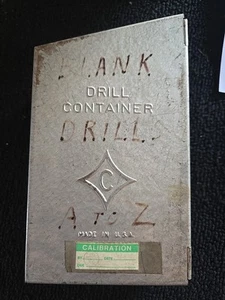 BLANK
DRILL
CONTAINER
DRILLS
C
A TO Z
MADE IN U.S.A.
CALIBRATION